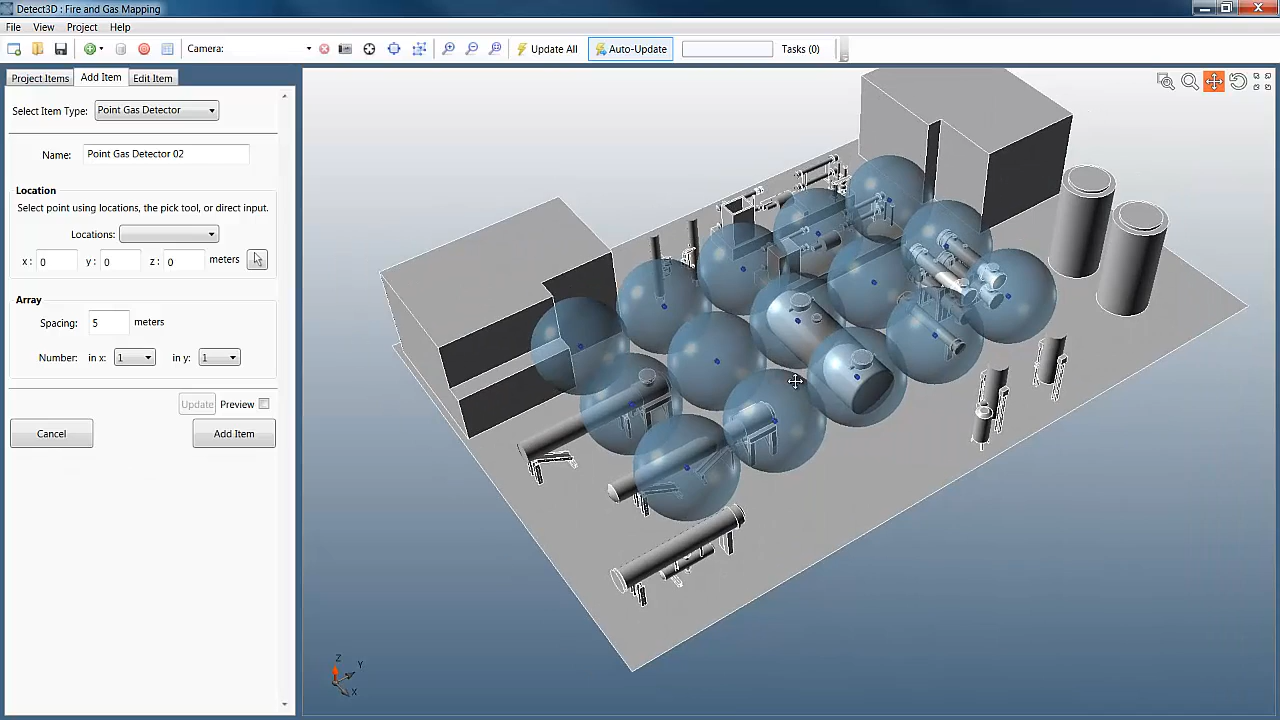 Detect3D : Fire and Gas Mapping
File View Project Help
Camera: Update All Auto-Update Tasks (0)
Project Items Add Item Edit Item
Select Item Type: Point Gas Detector
Name: Point Gas Detector 02
Location
Select point using locations, the pick tool, or direct input.
Locations:
x: 0 y: 0 z: 0 meters
Array
Spacing: 5 meters
Number: in x: 1 in y: 1
Update Preview
Cancel Add Item
Z
Y
X